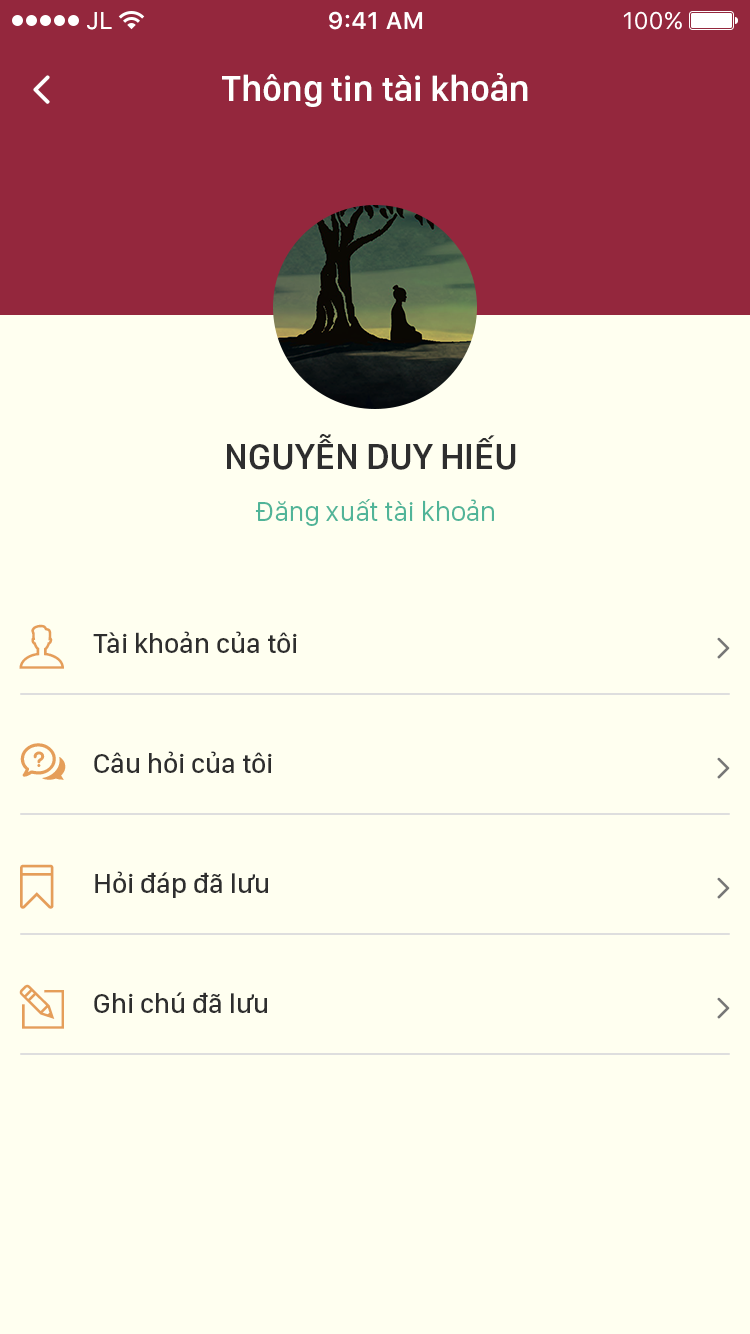 JL 9:41 AM 100%
Thông tin tài khoản
NGUYỄN DUY HIẾU
Đăng xuất tài khoản
Tài khoản của tôi
Câu hỏi của tôi
Hỏi đáp đã lưu
Ghi chú đã lưu